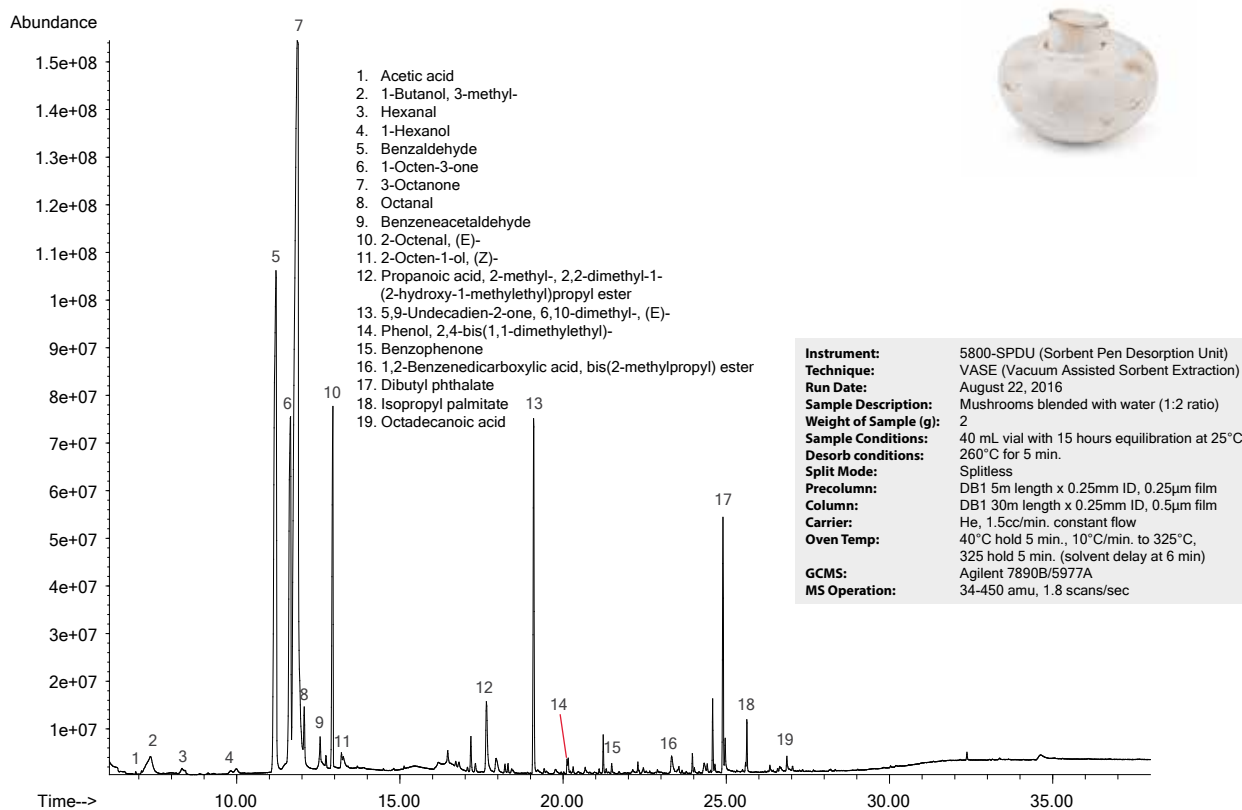 Abundance
1.5e+08
1.4e+08
1.3e+08
1.2e+08
1.1e+08
1e+08
9e+07
8e+07
7e+07
6e+07
5e+07
4e+07
3e+07
2e+07
1e+07
Time-->
10.00
15.00
20.00
25.00
30.00
35.00
1
2
3
4
5
6
7
8
9
10
11
12
13
14
15
16
17
18
19
1. Acetic acid
2. 1-Butanol, 3-methyl-
3. Hexanal
4. 1-Hexanol
5. Benzaldehyde
6. 1-Octen-3-one
7. 3-Octanone
8. Octanal
9. Benzeneacetaldehyde
10. 2-Octenal, (E)-
11. 2-Octen-1-ol, (Z)-
12. Propanoic acid, 2-methyl-, 2,2-dimethyl-1-
(2-hydroxy-1-methylethyl)propyl ester
13. 5,9-Undecadien-2-one, 6,10-dimethyl-, (E)-
14. Phenol, 2,4-bis(1,1-dimethylethyl)-
15. Benzophenone
16. 1,2-Benzenedicarboxylic acid, bis(2-methylpropyl) ester
17. Dibutyl phthalate
18. Isopropyl palmitate
19. Octadecanoic acid
Instrument: 5800-SPDU (Sorbent Pen Desorption Unit)
Technique: VASE (Vacuum Assisted Sorbent Extraction)
Run Date: August 22, 2016
Sample Description: Mushrooms blended with water (1:2 ratio)
Weight of Sample (g): 2
Sample Conditions: 40 mL vial with 15 hours equilibration at 25°C
Desorb conditions: 260°C for 5 min.
Split Mode: Splitless
Precolumn: DB1 5m length x 0.25mm ID, 0.25µm film
Column: DB1 30m length x 0.25mm ID, 0.5µm film
Carrier: He, 1.5cc/min. constant flow
Oven Temp: 40°C hold 5 min., 10°C/min. to 325°C,
325 hold 5 min. (solvent delay at 6 min)
GCMS: Agilent 7890B/5977A
MS Operation: 34-450 amu, 1.8 scans/sec